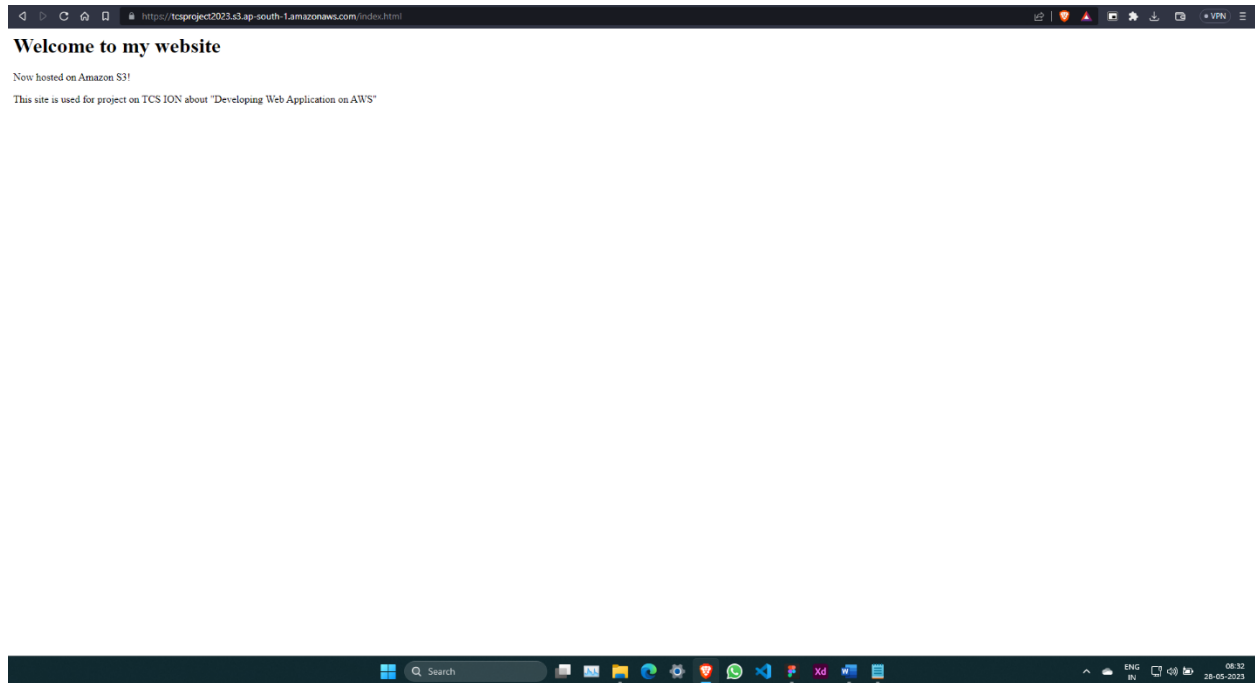 https://tcsproject2023.s3.ap-south-1.amazonaws.com/index.html
VPN
Welcome to my website
Now hosted on Amazon S3!
This site is used for project on TCS ION about "Developing Web Application on AWS"
Search
Xd
W
ENG
IN
08:32
28-05-2023